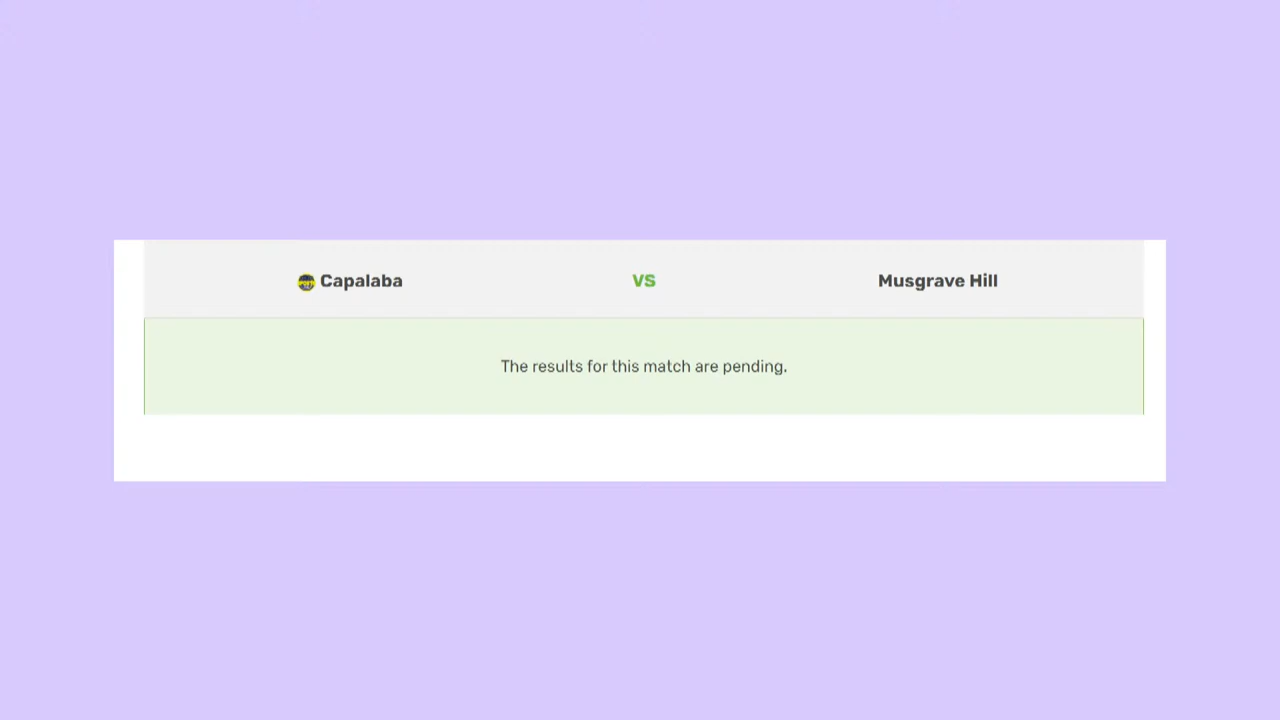 Capalaba VS Musgrave Hill
The results for this match are pending.